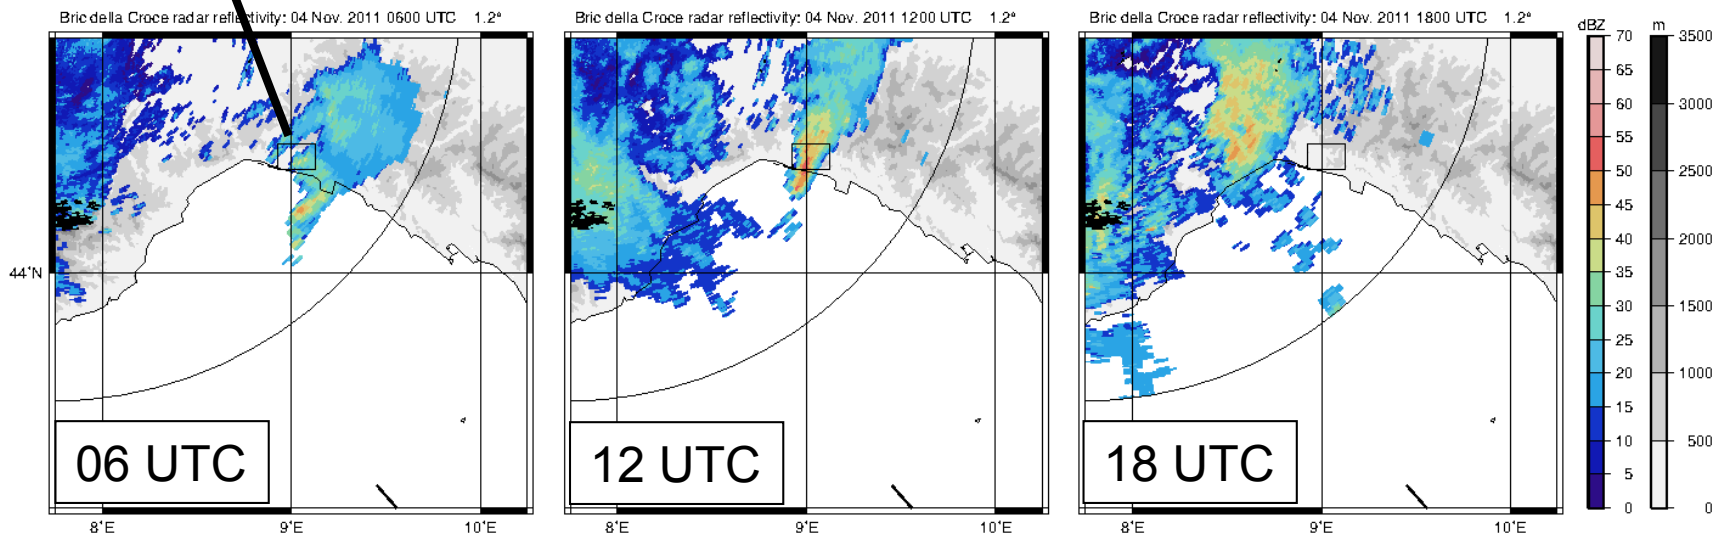 Bric della Croce radar reflectivity: 04 Nov. 2011 0600 UTC 1.2°
Bric della Croce radar reflectivity: 04 Nov. 2011 1200 UTC 1.2°
Bric della Croce radar reflectivity: 04 Nov. 2011 1800 UTC 1.2°
dBZ
m
70
65
60
55
50
45
40
35
30
25
20
15
10
5
0
3500
3000
2500
2000
1500
1000
500
0
44°N
06 UTC
12 UTC
18 UTC
8°E
9°E
10°E
8°E
9°E
10°E
8°E
9°E
10°E